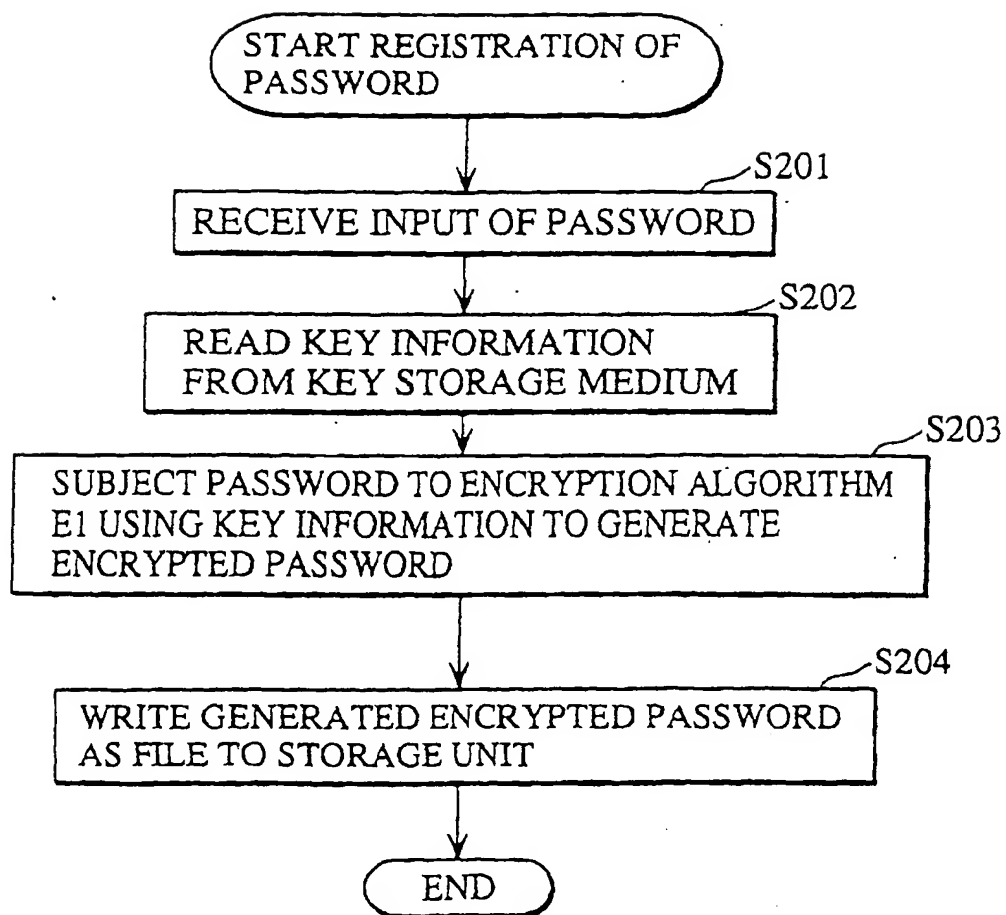 START REGISTRATION OF
PASSWORD
S201
RECEIVE INPUT OF PASSWORD
S202
READ KEY INFORMATION
FROM KEY STORAGE MEDIUM
S203
SUBJECT PASSWORD TO ENCRYPTION ALGORITHM
E1 USING KEY INFORMATION TO GENERATE
ENCRYPTED PASSWORD
S204
WRITE GENERATED ENCRYPTED PASSWORD
AS FILE TO STORAGE UNIT
END